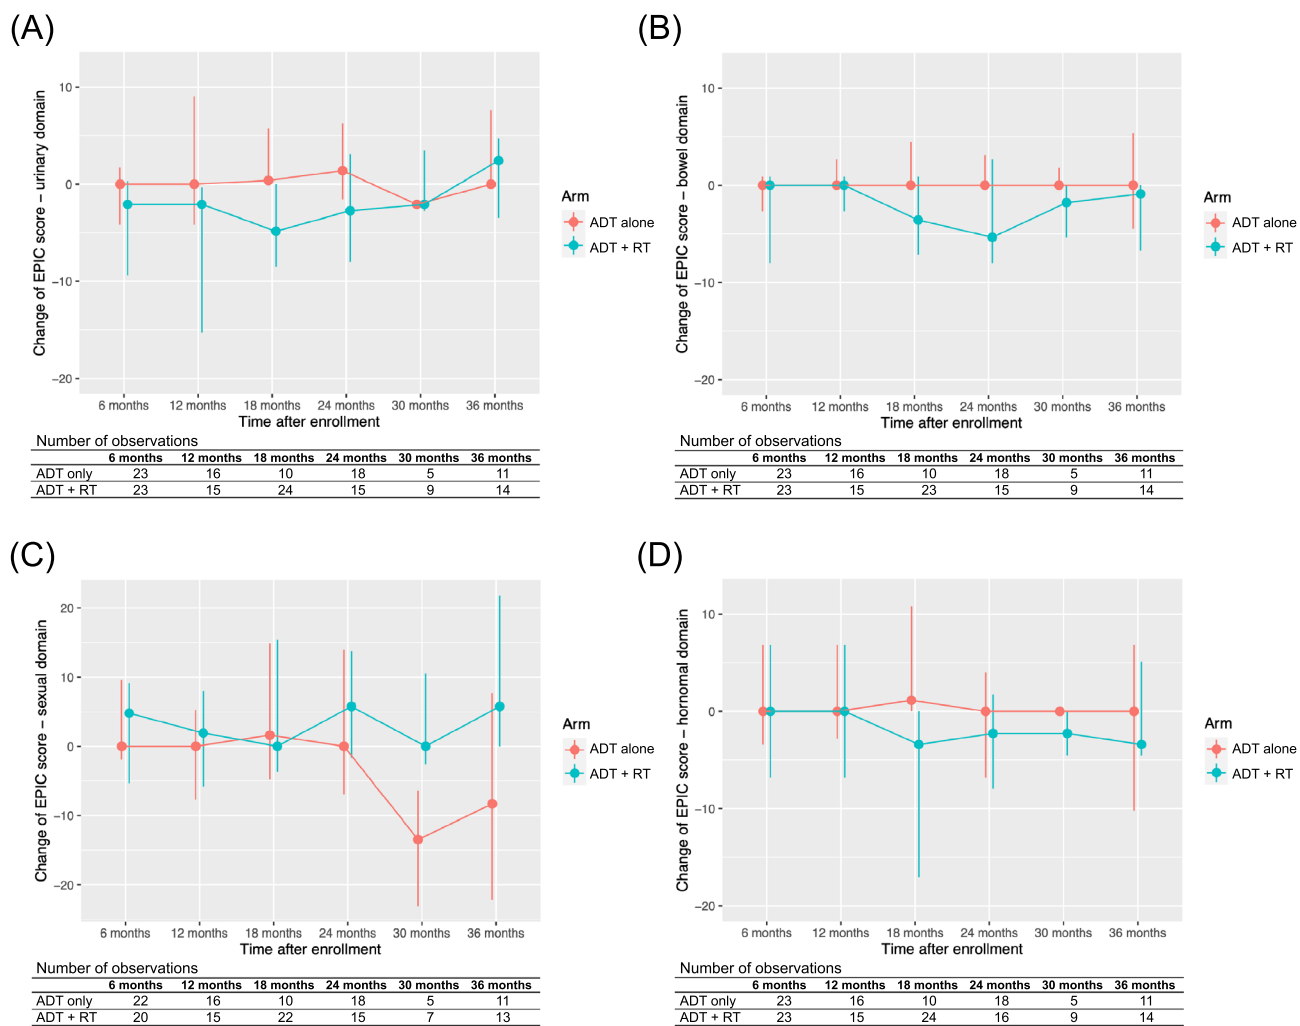 (A)
Change of EPIC score – urinary domain
10
0
−10
−20
6 months 12 months 18 months 24 months 30 months 36 months
Time after enrollment
Arm
ADT alone
ADT + RT
Number of observations
6 months 12 months 18 months 24 months 30 months 36 months
ADT only 23 16 10 18 5 11
ADT + RT 23 15 24 15 9 14
(B)
Change of EPIC score – bowel domain
10
0
−10
−20
6 months 12 months 18 months 24 months 30 months 36 months
Time after enrollment
Arm
ADT alone
ADT + RT
Number of observations
6 months 12 months 18 months 24 months 30 months 36 months
ADT only 23 16 10 18 5 11
ADT + RT 23 15 23 15 9 14
(C)
Change of EPIC score – sexual domain
20
10
0
−10
−20
6 months 12 months 18 months 24 months 30 months 36 months
Time after enrollment
Arm
ADT alone
ADT + RT
Number of observations
6 months 12 months 18 months 24 months 30 months 36 months
ADT only 22 16 10 18 5 11
ADT + RT 20 15 22 15 7 13
(D)
Change of EPIC score – hornomal domain
10
0
−10
−20
6 months 12 months 18 months 24 months 30 months 36 months
Time after enrollment
Arm
ADT alone
ADT + RT
Number of observations
6 months 12 months 18 months 24 months 30 months 36 months
ADT only 23 16 10 18 5 11
ADT + RT 23 15 24 16 9 14